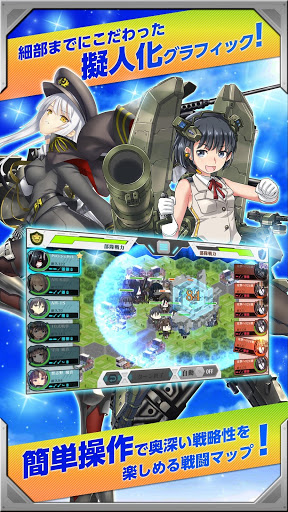 細部までにこだわった
擬人化グラフィック！
部隊戦力
部隊戦力
84
自動
OFF
簡単操作で奥深い戦略性を
楽しめる戦闘マップ！